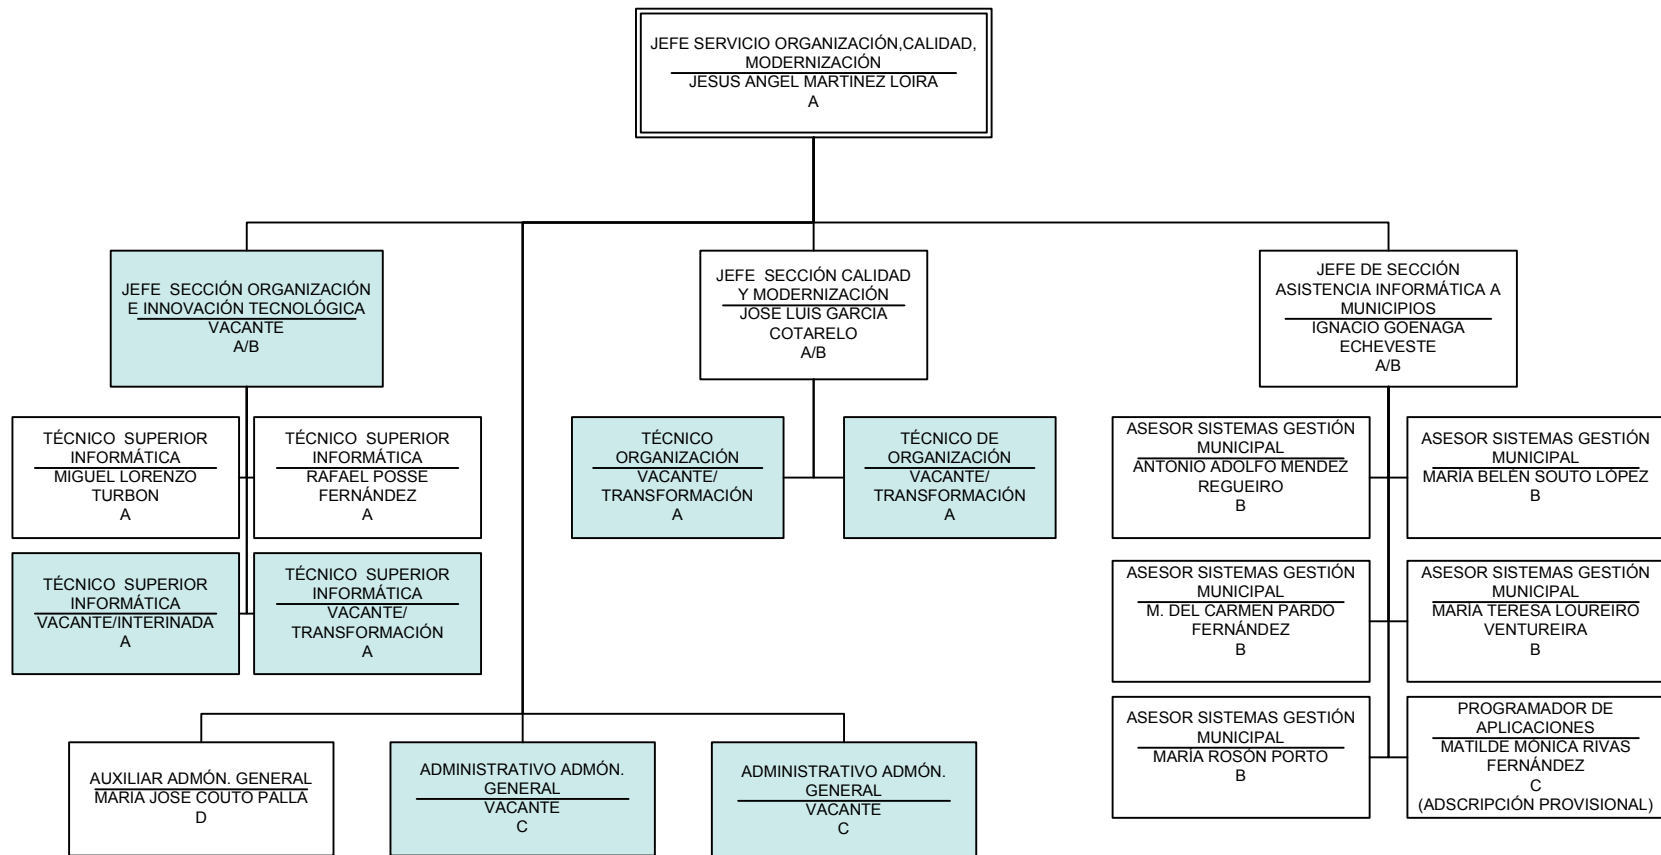 JEFE SERVICIO ORGANIZACIÓN,CALIDAD,
MODERNIZACIÓN
JESUS ANGEL MARTINEZ LOIRA
A
JEFE  SECCIÓN ORGANIZACIÓN
E INNOVACIÓN TECNOLÓGICA
VACANTE
A/B
JEFE  SECCIÓN CALIDAD
Y MODERNIZACIÓN
JOSE LUIS GARCIA
COTARELO
A/B
JEFE DE SECCIÓN
ASISTENCIA INFORMÁTICA A
MUNICIPIOS
IGNACIO GOENAGA
ECHEVESTE
A/B
TÉCNICO  SUPERIOR
INFORMÁTICA
MIGUEL LORENZO
TURBON
A
TÉCNICO  SUPERIOR
INFORMÁTICA
RAFAEL POSSE
FERNÁNDEZ
A
TÉCNICO
ORGANIZACIÓN
VACANTE/
TRANSFORMACIÓN
A
TÉCNICO DE
ORGANIZACIÓN
VACANTE/
TRANSFORMACIÓN
A
ASESOR SISTEMAS GESTIÓN
MUNICIPAL
ANTONIO ADOLFO MENDEZ
REGUEIRO
B
ASESOR SISTEMAS GESTIÓN
MUNICIPAL
MARÍA BELÉN SOUTO LÓPEZ
B
TÉCNICO  SUPERIOR
INFORMÁTICA
VACANTE/INTERINADA
A
TÉCNICO  SUPERIOR
INFORMÁTICA
VACANTE/
TRANSFORMACIÓN
A
ASESOR SISTEMAS GESTIÓN
MUNICIPAL
M. DEL CARMEN PARDO
FERNÁNDEZ
B
ASESOR SISTEMAS GESTIÓN
MUNICIPAL
MARÍA TERESA LOUREIRO
VENTUREIRA
B
AUXILIAR ADMÓN. GENERAL
MARIA JOSE COUTO PALLA
D
ADMINISTRATIVO ADMÓN.
GENERAL
VACANTE
C
ADMINISTRATIVO ADMÓN.
GENERAL
VACANTE
C
ASESOR SISTEMAS GESTIÓN
MUNICIPAL
MARÍA ROSÓN PORTO
B
PROGRAMADOR DE
APLICACIONES
MATILDE MÓNICA RIVAS
FERNÁNDEZ
C
(ADSCRIPCIÓN PROVISIONAL)